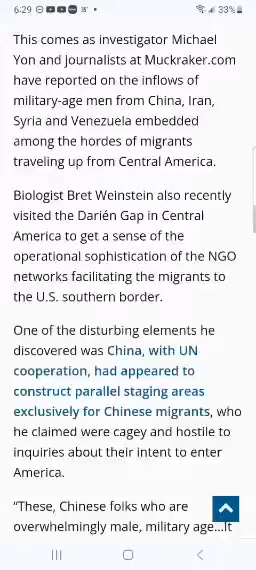 6:29
33%
This comes as investigator Michael
Yon and journalists at Muckraker.com
have reported on the inflows of
military-age men from China, Iran,
Syria and Venezuela embedded
among the hordes of migrants
traveling up from Central America.
Biologist Bret Weinstein also recently
visited the Darién Gap in Central
America to get a sense of the
operational sophistication of the NGO
networks facilitating the migrants to
the U.S. southern border.
One of the disturbing elements he
discovered was China, with UN
cooperation, had appeared to
construct parallel staging areas
exclusively for Chinese migrants, who
he claimed were cagey and hostile to
inquiries about their intent to enter
America.
“These, Chinese folks who are
overwhelmingly male, military age...It